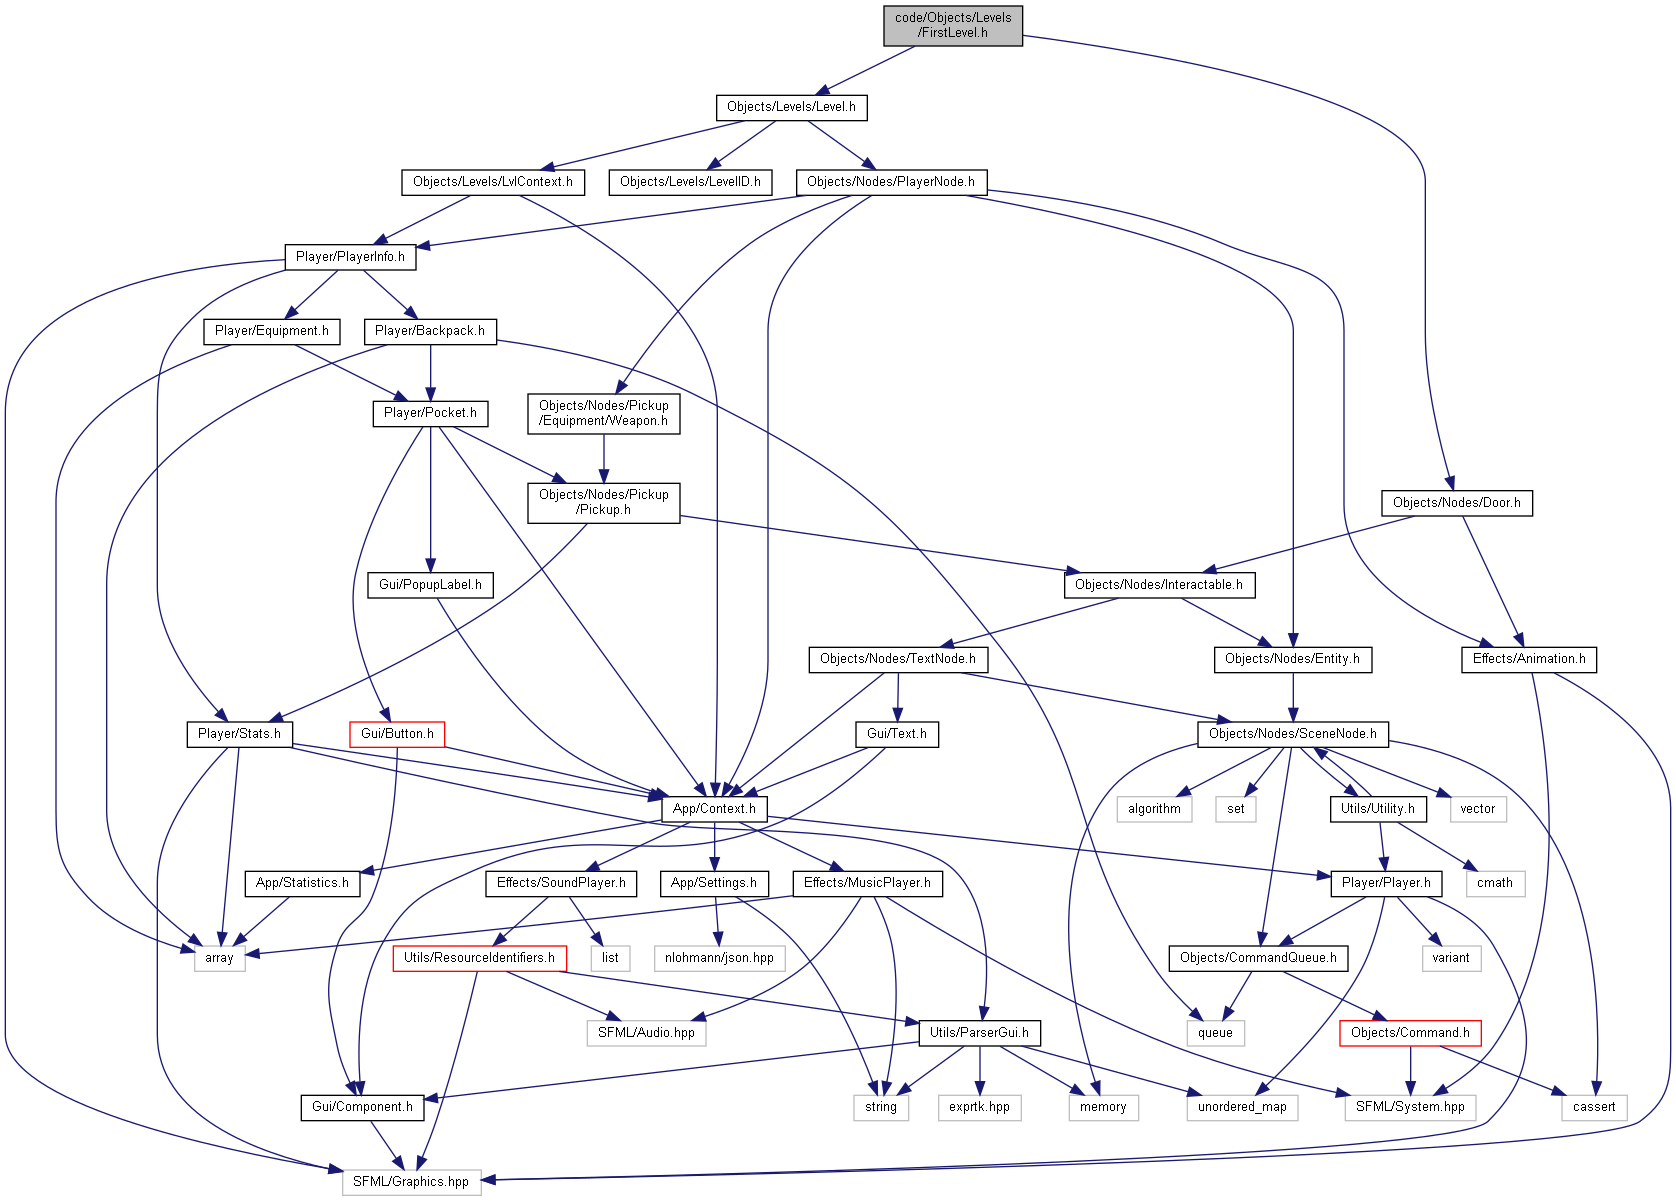 code/Objects/Levels
/FirstLevel.h
Objects/Levels/Level.h
Objects/Levels/LvlContext.h
Objects/Levels/LevelID.h
Objects/Nodes/PlayerNode.h
Player/PlayerInfo.h
Player/Equipment.h
Player/Backpack.h
Player/Pocket.h
Objects/Nodes/Pickup
/Equipment/Weapon.h
Objects/Nodes/Pickup
/Pickup.h
Objects/Nodes/Door.h
Gui/PopupLabel.h
Objects/Nodes/Interactable.h
Objects/Nodes/TextNode.h
Objects/Nodes/Entity.h
Effects/Animation.h
Player/Stats.h
Gui/Button.h
Gui/Text.h
Objects/Nodes/SceneNode.h
App/Context.h
algorithm
set
Utils/Utility.h
vector
App/Statistics.h
Effects/SoundPlayer.h
App/Settings.h
Effects/MusicPlayer.h
Player/Player.h
cmath
array
Utils/ResourceIdentifiers.h
list
nlohmann/json.hpp
Objects/CommandQueue.h
variant
SFML/Audio.hpp
Utils/ParserGui.h
queue
Objects/Command.h
Gui/Component.h
string
exprtk.hpp
memory
unordered_map
SFML/System.hpp
cassert
SFML/Graphics.hpp